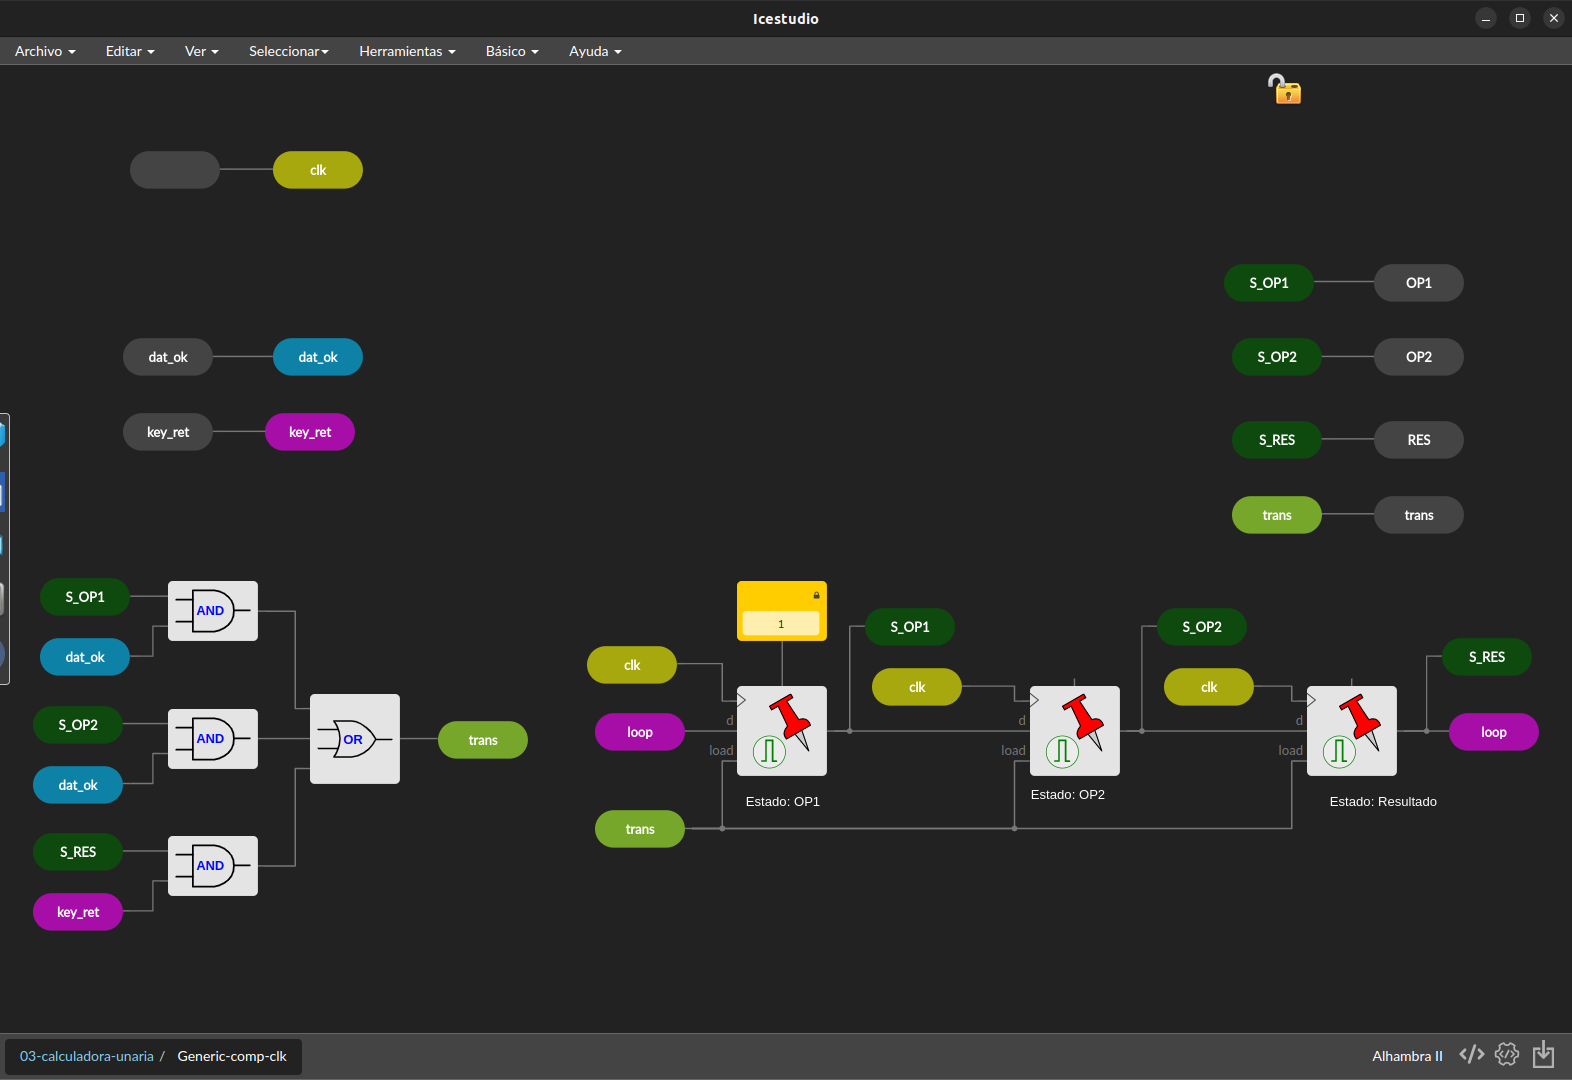 Icestudio
Archivo Editar Ver Seleccionar Herramientas Básico Ayuda
clk
S_OP1 OP1
dat_ok dat_ok S_OP2 OP2
key_ret key_ret S_RES RES
trans trans
S_OP1 AND
dat_ok
S_OP2 AND
dat_ok
S_RES AND
key_ret
OR trans
1
clk S_OP1 clk S_OP2 clk S_RES
loop d d d loop
load load load
Estado: OP1 Estado: OP2 Estado: Resultado
trans
03-calculadora-unaria / Generic-comp-clk Alhambra II